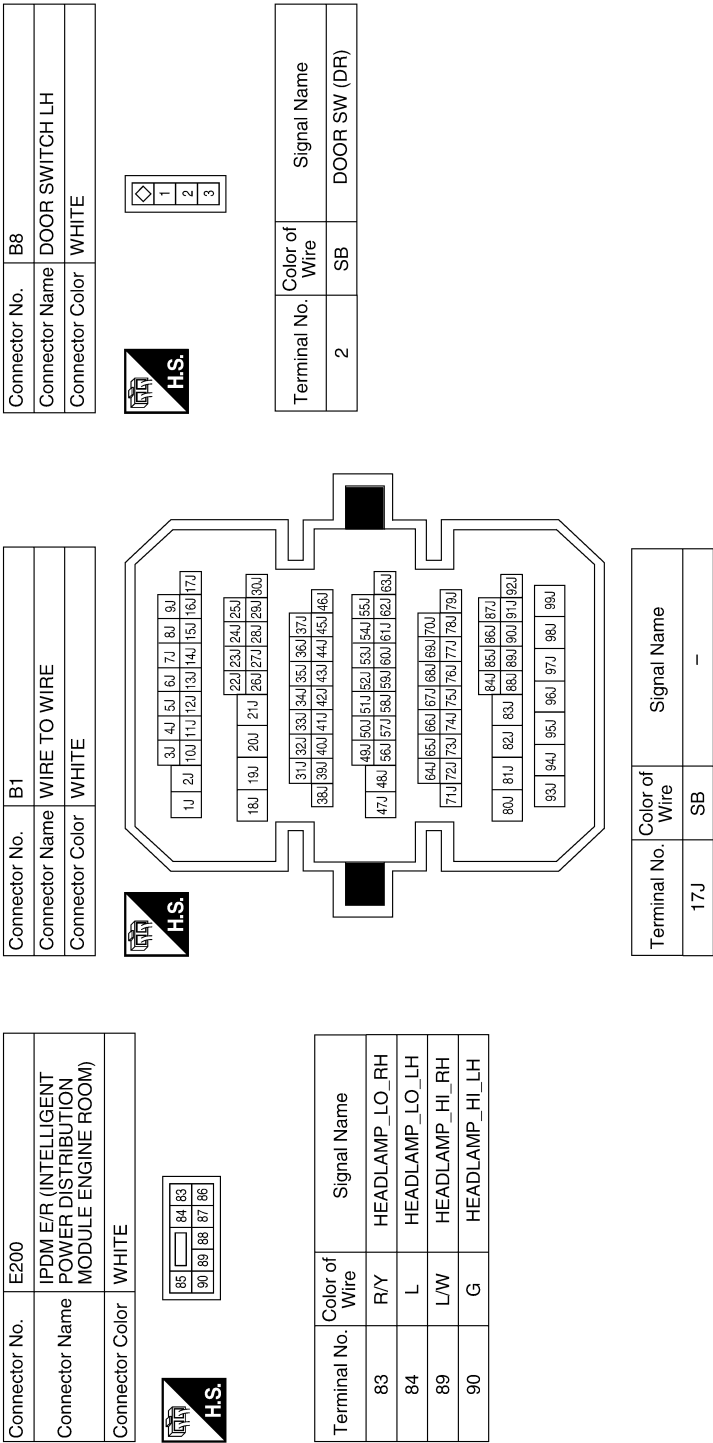 Connector No. E200
Connector Name IPDM E/R (INTELLIGENT
POWER DISTRIBUTION
MODULE ENGINE ROOM)
Connector Color WHITE
H.S.
85 84 83
90 89 88 87 86
Terminal No. Color of Wire Signal Name
83 R/Y HEADLAMP_LO_RH
84 L HEADLAMP_LO_LH
89 L/W HEADLAMP_HI_RH
90 G HEADLAMP_HI_LH
Connector No. B1
Connector Name WIRE TO WIRE
Connector Color WHITE
H.S.
3J 4J 5J 6J 7J 8J 9J
1J 2J 10J 11J 12J 13J 14J 15J 16J 17J
22J 23J 24J 25J
18J 19J 20J 21J 26J 27J 28J 29J 30J
31J 32J 33J 34J 35J 36J 37J
38J 39J 40J 41J 42J 43J 44J 45J 46J
49J 50J 51J 52J 53J 54J 55J
47J 48J 56J 57J 58J 59J 60J 61J 62J 63J
64J 65J 66J 67J 68J 69J 70J
71J 72J 73J 74J 75J 76J 77J 78J 79J
84J 85J 86J 87J
80J 81J 82J 83J 88J 89J 90J 91J 92J
93J 94J 95J 96J 97J 98J 99J
Terminal No. Color of Wire Signal Name
17J SB –
Connector No. B8
Connector Name DOOR SWITCH LH
Connector Color WHITE
H.S.
1
2
3
Terminal No. Color of Wire Signal Name
2 SB DOOR SW (DR)